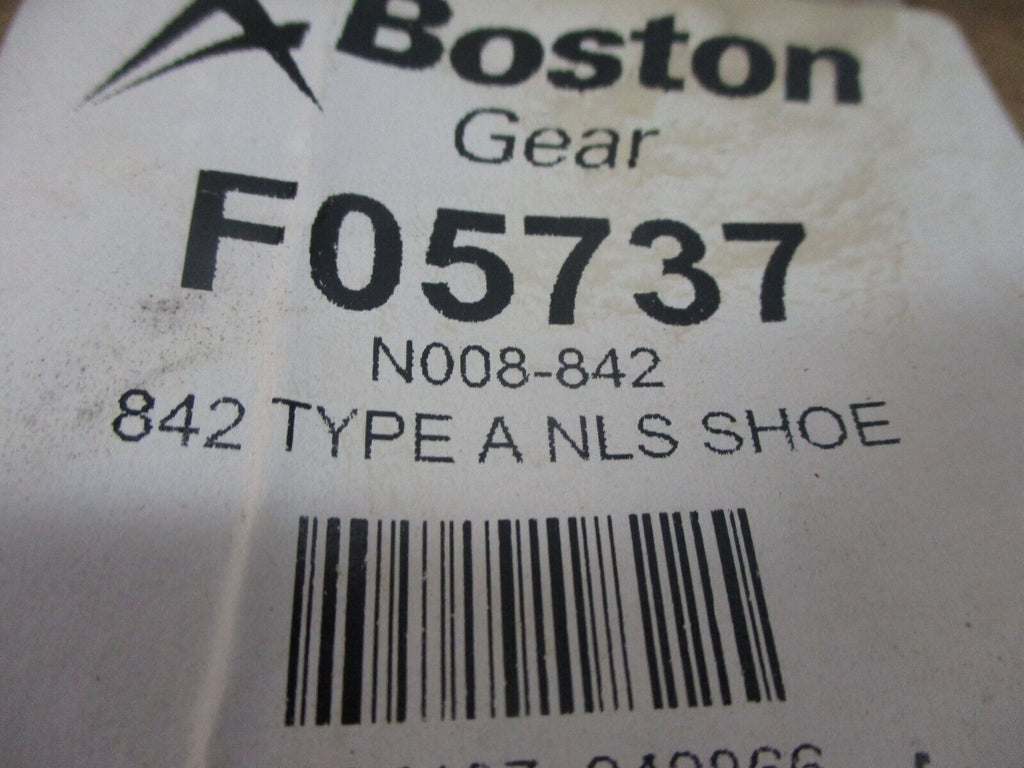 Boston
Gear
F05737
N008-842
842 TYPE A NLS SHOE